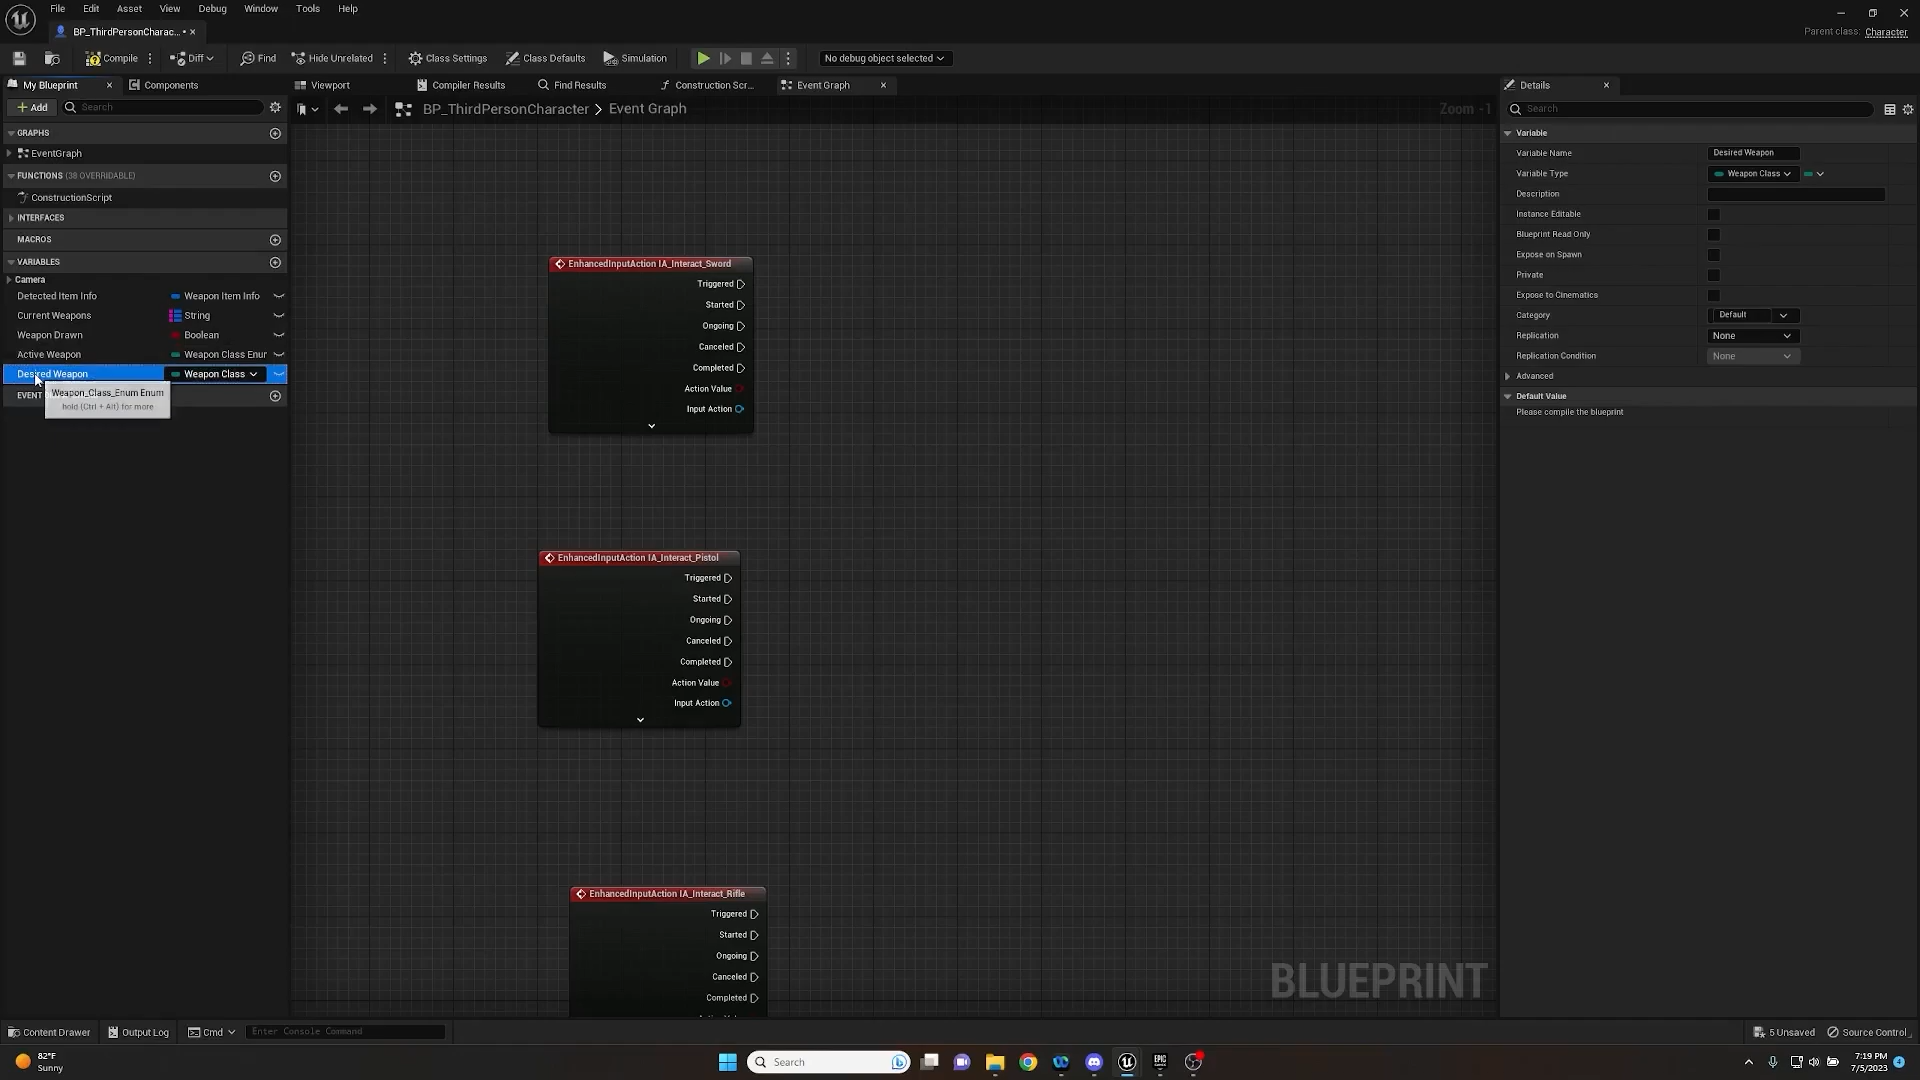 File Edit Asset View Debug Window Tools Help
BP_ThirdPersonCharac... •
Parent class: Character
Compile Diff Find Hide Unrelated Class Settings Class Defaults Simulation No debug object selected
My Blueprint Components Viewport Compiler Results Find Results Construction Scr... Event Graph Details
Add Search
BP_ThirdPersonCharacter > Event Graph
Zoom -1
Search
GRAPHS
EventGraph
FUNCTIONS (38 OVERRIDABLE)
ConstructionScript
INTERFACES
MACROS
VARIABLES
Camera
Detected Item Info Weapon Item Info
Current Weapons String
Weapon Drawn Boolean
Active Weapon Weapon Class Enur
Desired Weapon Weapon Class
EVENT
Weapon_Class_Enum Enum
hold (Ctrl + Alt) for more
EnhancedInputAction IA_Interact_Sword
Triggered
Started
Ongoing
Canceled
Completed
Action Value
Input Action
EnhancedInputAction IA_Interact_Pistol
Triggered
Started
Ongoing
Canceled
Completed
Action Value
Input Action
EnhancedInputAction IA_Interact_Rifle
Triggered
Started
Ongoing
Canceled
Completed
BLUEPRINT
Variable
Variable Name Desired Weapon
Variable Type Weapon Class
Description
Instance Editable
Blueprint Read Only
Expose on Spawn
Private
Expose to Cinematics
Category Default
Replication None
Replication Condition None
Advanced
Default Value
Please compile the blueprint
Content Drawer Output Log Cmd Enter Console Command
5 Unsaved Source Control
82°F
Sunny
Search
EPIC
7:19 PM
7/5/2023
4